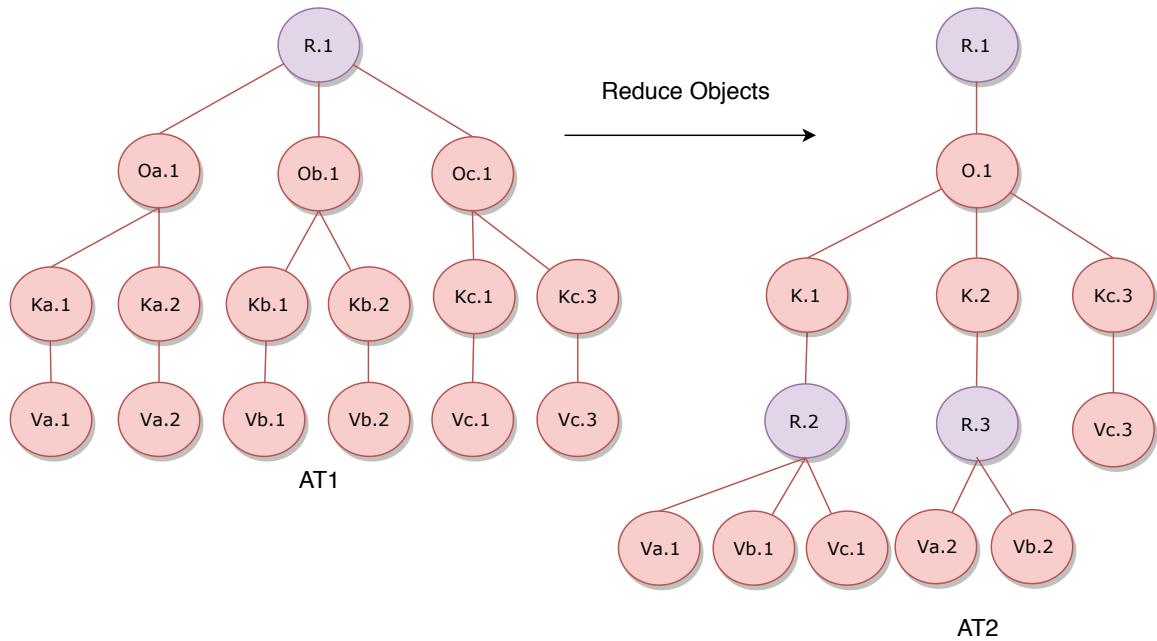 R.1
Oa.1 Ob.1 Oc.1
Ka.1 Ka.2 Kb.1 Kb.2 Kc.1 Kc.3
Va.1 Va.2 Vb.1 Vb.2 Vc.1 Vc.3
AT1
Reduce Objects
R.1
O.1
K.1 K.2 Kc.3
R.2 R.3 Vc.3
Va.1 Vb.1 Vc.1 Va.2 Vb.2
AT2